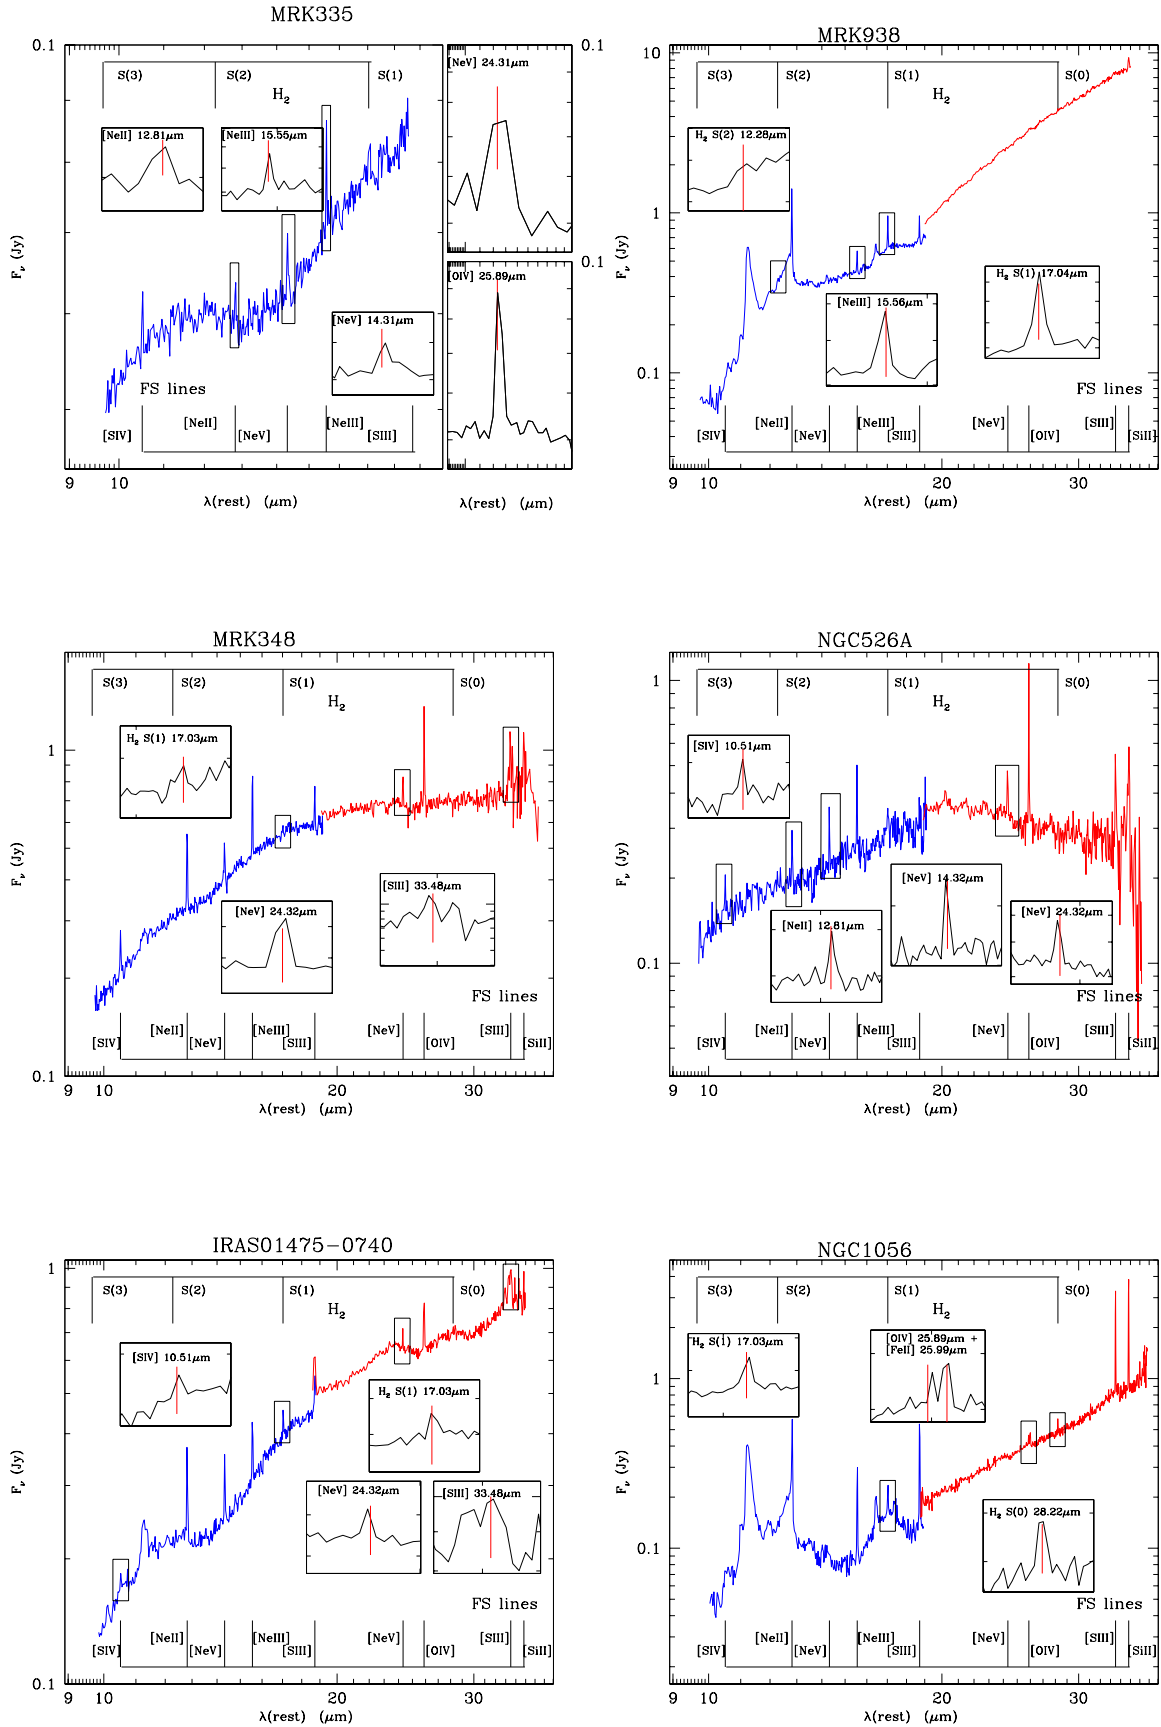 MRK335
0.1
0.1
S(3) S(2) S(1)
H2
[NeII] 12.81μm
[NeIII] 15.55μm
[NeV] 24.31μm
Fν (Jy)
0.1
[OIV] 25.89μm
[NeV] 14.31μm
FS lines
[SIV] [NeII] [NeV] [NeIII] [SIII]
9 10
λ(rest) (μm)
λ(rest) (μm)
MRK938
10
S(3) S(2) S(1) S(0)
H2
H2 S(2) 12.28μm
1
Fν (Jy)
H2 S(1) 17.04μm
[NeIII] 15.56μm
0.1
FS lines
[SIV] [NeII] [NeV] [NeIII] [SIII] [NeV] [OIV] [SIII] [SiII]
9 10 20 30
λ(rest) (μm)
MRK348
S(3) S(2) S(1) S(0)
H2
H2 S(1) 17.03μm
1
Fν (Jy)
[SIII] 33.48μm
[NeV] 24.32μm
FS lines
[SIV] [NeII] [NeV] [NeIII] [SIII] [NeV] [OIV] [SIII] [SiII]
0.1
9 10 20 30
λ(rest) (μm)
NGC526A
1
S(3) S(2) S(1) S(0)
H2
[SIV] 10.51μm
Fν (Jy)
[NeV] 14.32μm
[NeII] 12.81μm
[NeV] 24.32μm
0.1
FS lines
[SIV] [NeII] [NeV] [NeIII] [SIII] [NeV] [OIV] [SIII] [SiII]
9 10 20 30
λ(rest) (μm)
IRAS01475−0740
1
S(3) S(2) S(1) S(0)
H2
[SIV] 10.51μm
H2 S(1) 17.03μm
Fν (Jy)
[NeV] 24.32μm
[SIII] 33.48μm
FS lines
[SIV] [NeII] [NeV] [NeIII] [SIII] [NeV] [OIV] [SIII] [SiII]
0.1
9 10 20 30
λ(rest) (μm)
NGC1056
S(3) S(2) S(1) S(0)
H2
H2 S(1) 17.03μm
[OIV] 25.89μm +
[FeII] 25.99μm
1
Fν (Jy)
H2 S(0) 28.22μm
0.1
FS lines
[SIV] [NeII] [NeV] [NeIII] [SIII] [NeV] [OIV] [SIII] [SiII]
9 10 20 30
λ(rest) (μm)